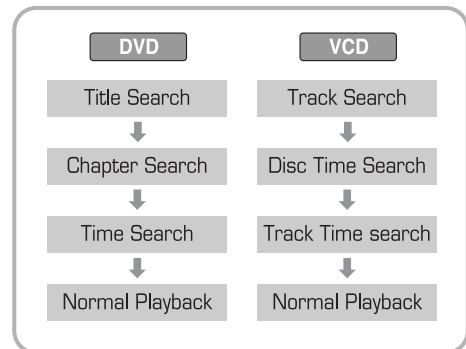 DVD
Title Search
Chapter Search
Time Search
Normal Playback
VCD
Track Search
Disc Time Search
Track Time search
Normal Playback